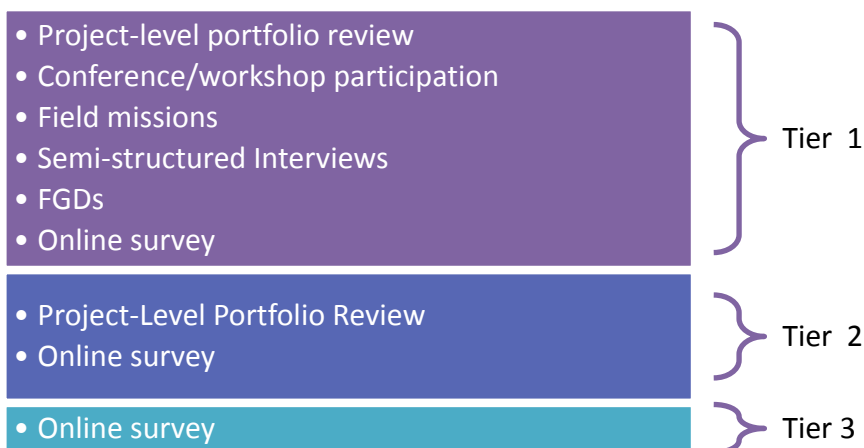 • Project-level portfolio review
• Conference/workshop participation
• Field missions
• Semi-structured Interviews
• FGDs
• Online survey
Tier 1
• Project-Level Portfolio Review
• Online survey
Tier 2
• Online survey
Tier 3